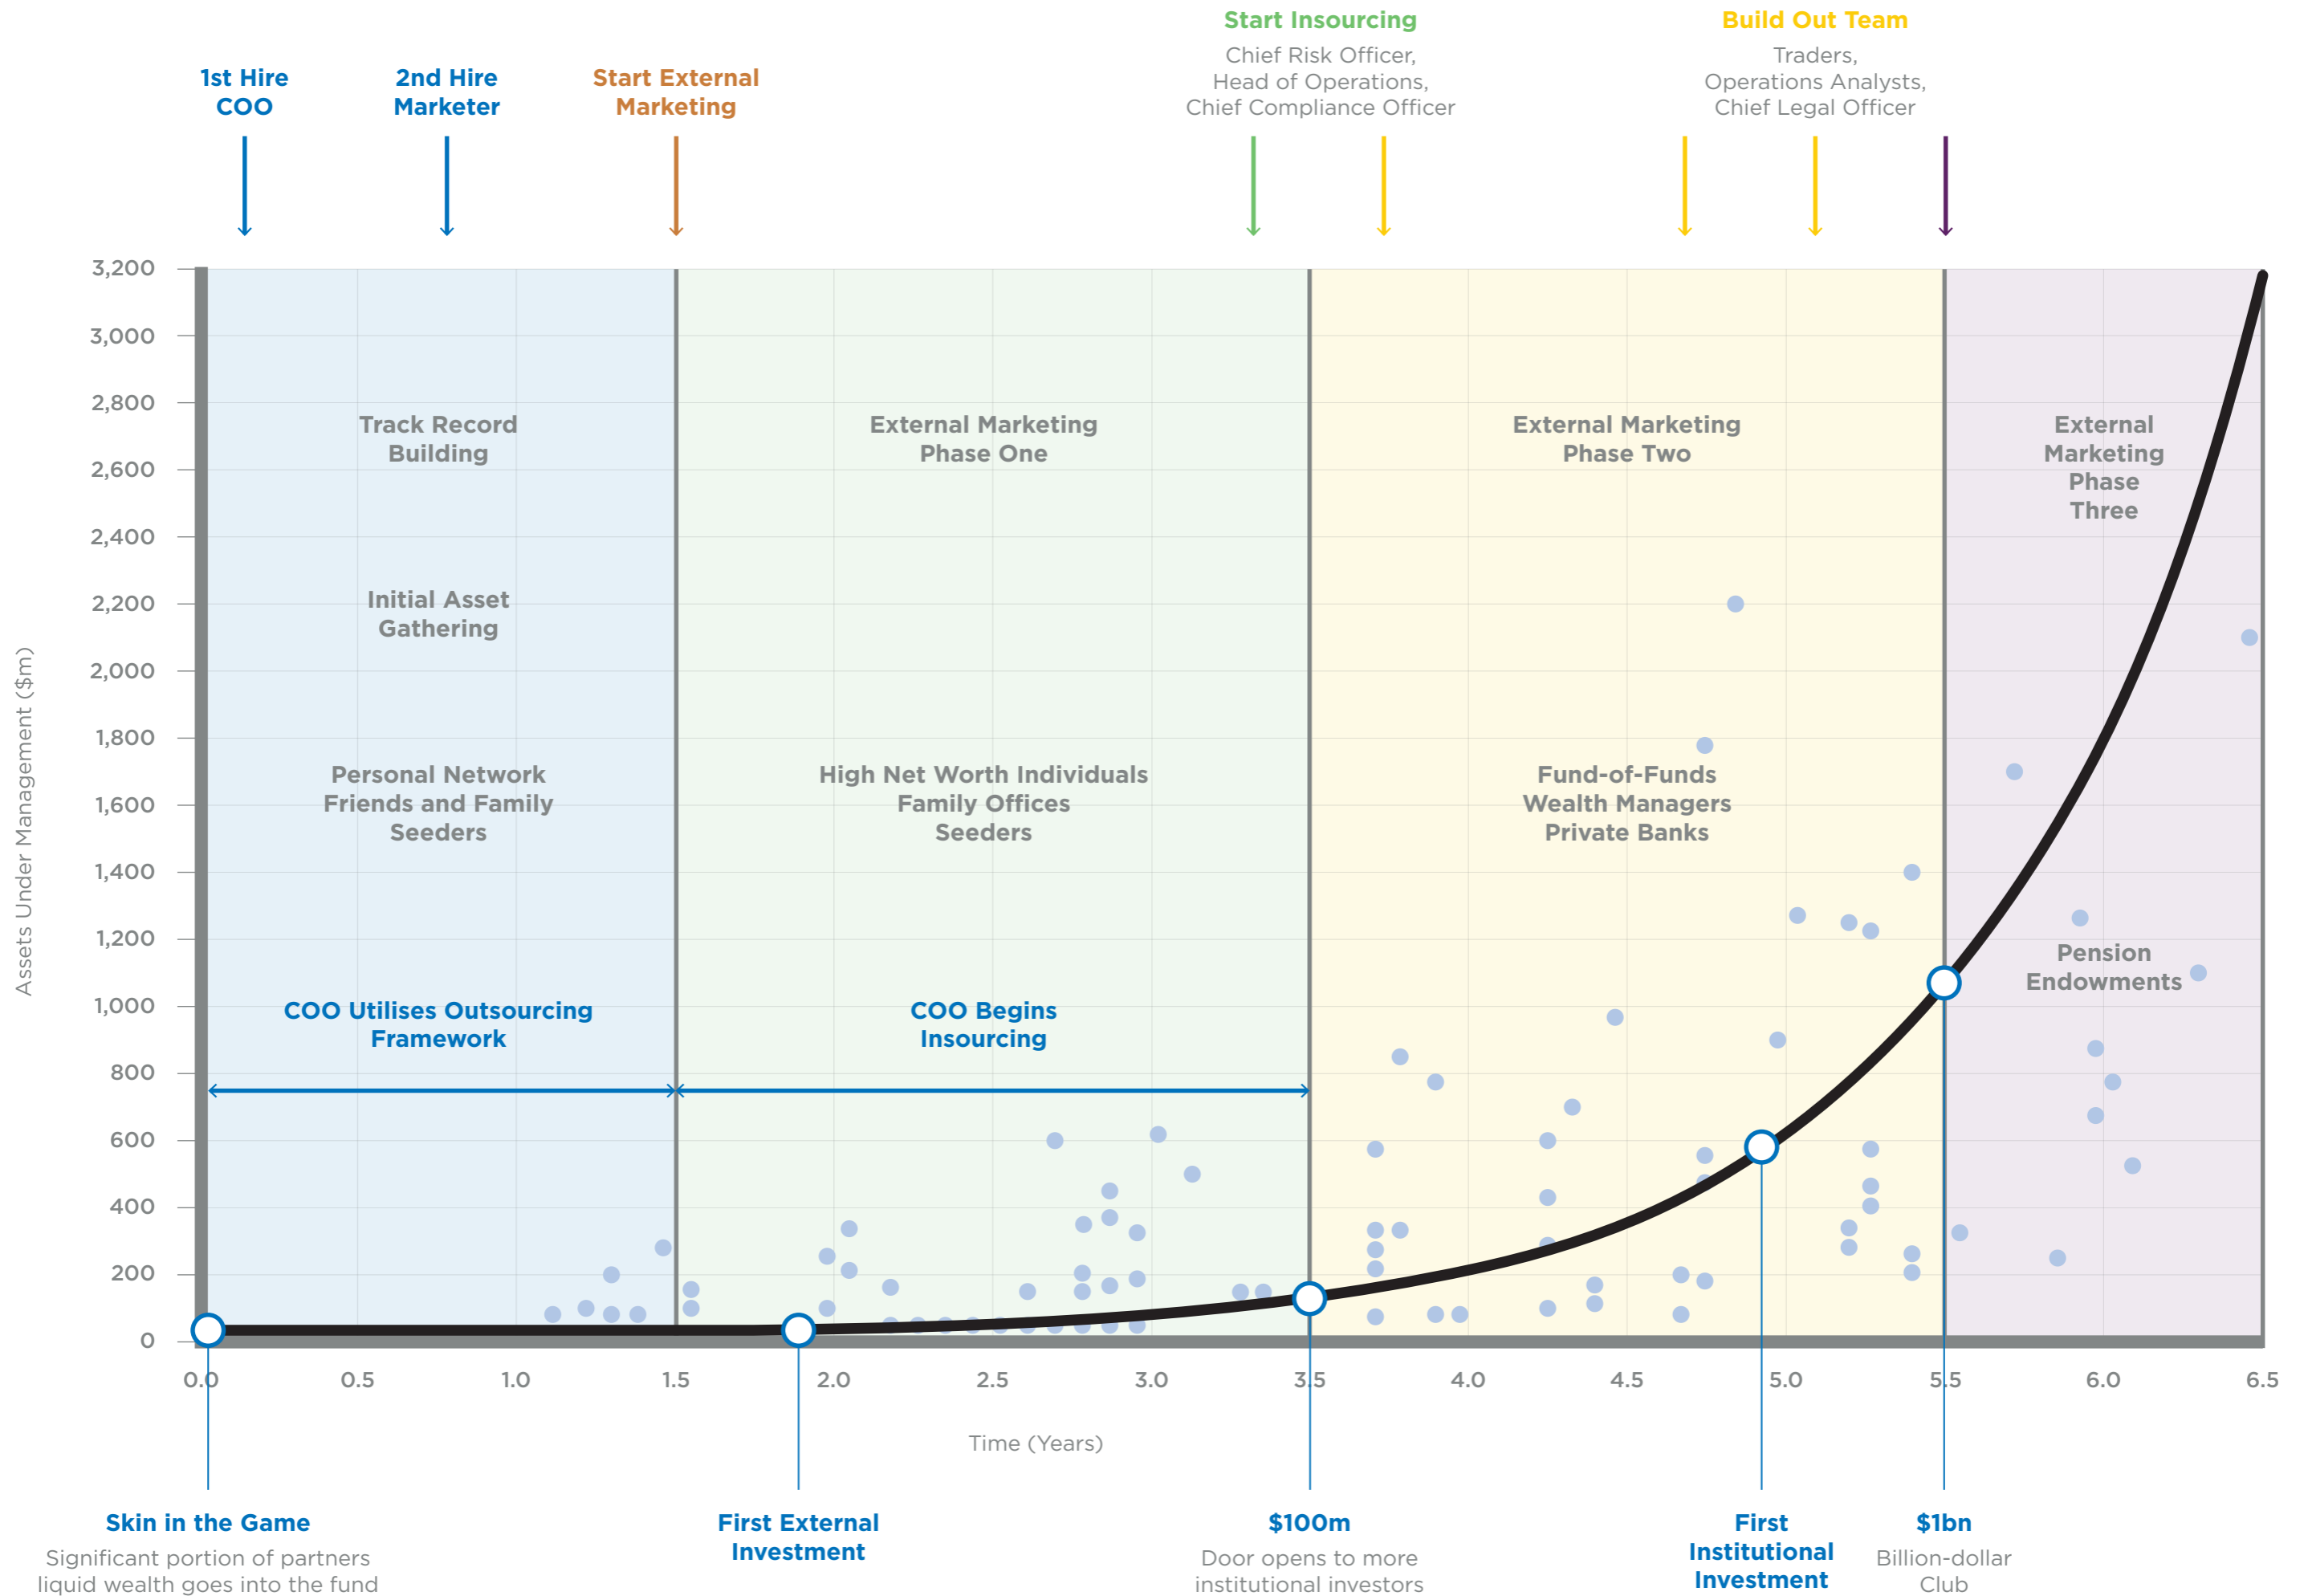 Start Insourcing
Chief Risk Officer,
Head of Operations,
Chief Compliance Officer
Build Out Team
Traders,
Operations Analysts,
Chief Legal Officer
1st Hire
COO
2nd Hire
Marketer
Start External
Marketing
3,200
3,000
2,800
2,600
2,400
2,200
2,000
1,800
1,600
1,400
1,200
1,000
800
600
400
200
0
Assets Under Management ($m)
Track Record
Building
Initial Asset
Gathering
Personal Network
Friends and Family
Seeders
COO Utilises Outsourcing
Framework
External Marketing
Phase One
High Net Worth Individuals
Family Offices
Seeders
COO Begins
Insourcing
External Marketing
Phase Two
Fund-of-Funds
Wealth Managers
Private Banks
External
Marketing
Phase
Three
Pension
Endowments
0.0 0.5 1.0 1.5 2.0 2.5 3.0 3.5 4.0 4.5 5.0 5.5 6.0 6.5
Time (Years)
Skin in the Game
Significant portion of partners
liquid wealth goes into the fund
First External
Investment
$100m
Door opens to more
institutional investors
First
Institutional
Investment
$1bn
Billion-dollar
Club